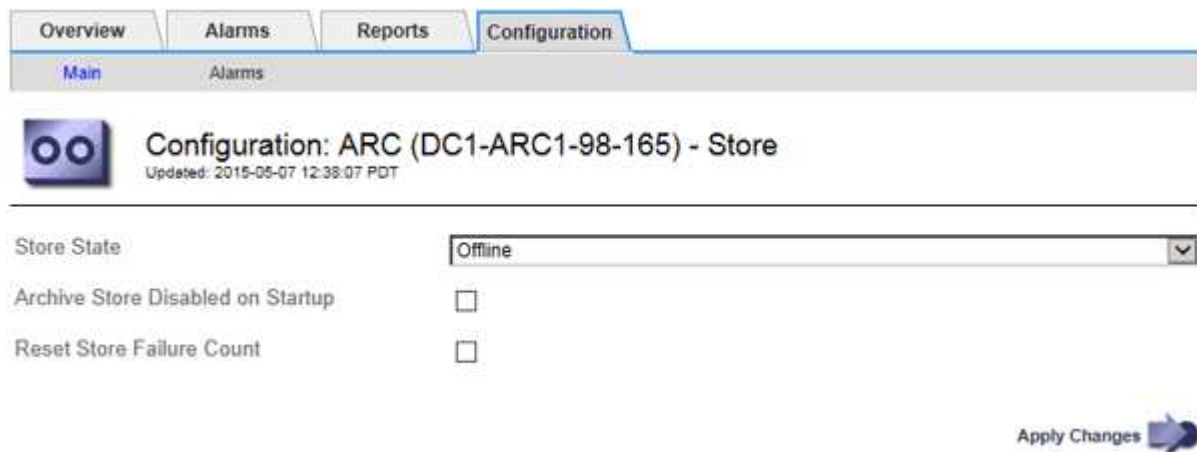 Overview Alarms Reports Configuration
Main Alarms
Configuration: ARC (DC1-ARC1-98-165) - Store
Updated: 2015-05-07 12:38:07 PDT
Store State Offline
Archive Store Disabled on Startup
Reset Store Failure Count
Apply Changes